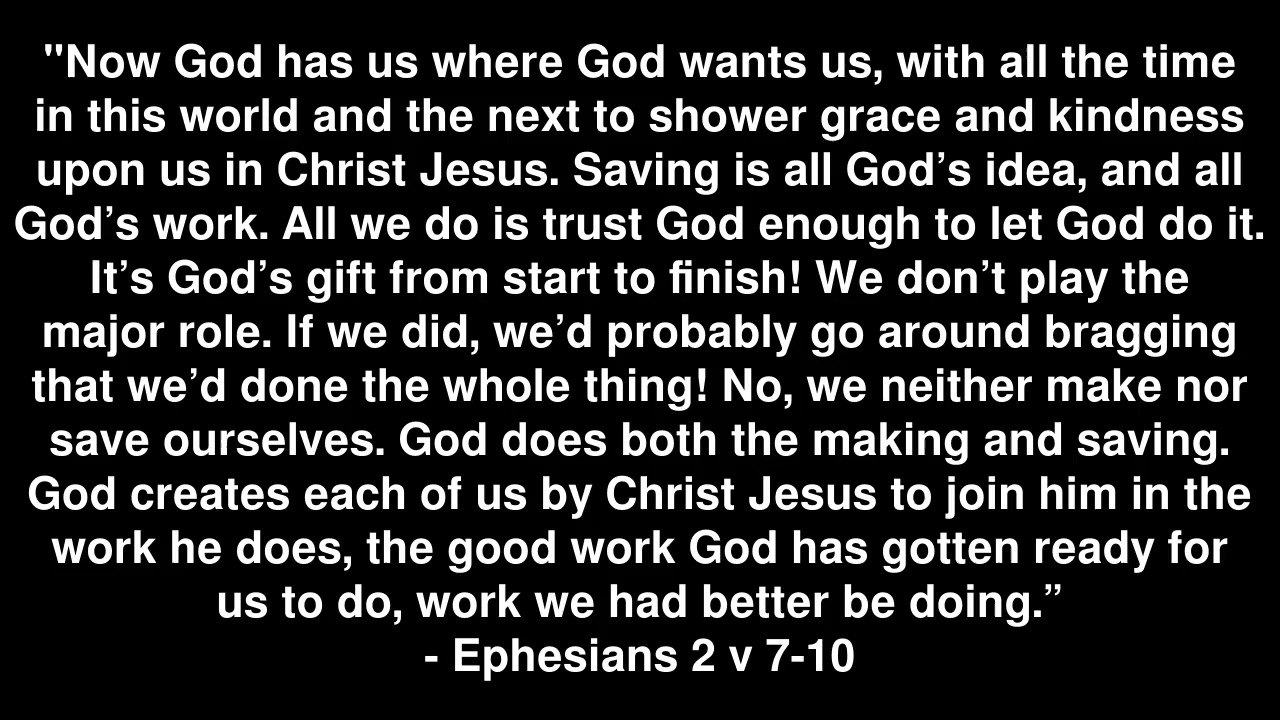 "Now God has us where God wants us, with all the time
in this world and the next to shower grace and kindness
upon us in Christ Jesus. Saving is all God’s idea, and all
God’s work. All we do is trust God enough to let God do it.
It’s God’s gift from start to finish! We don’t play the
major role. If we did, we’d probably go around bragging
that we’d done the whole thing! No, we neither make nor
save ourselves. God does both the making and saving.
God creates each of us by Christ Jesus to join him in the
work he does, the good work God has gotten ready for
us to do, work we had better be doing.”
- Ephesians 2 v 7-10